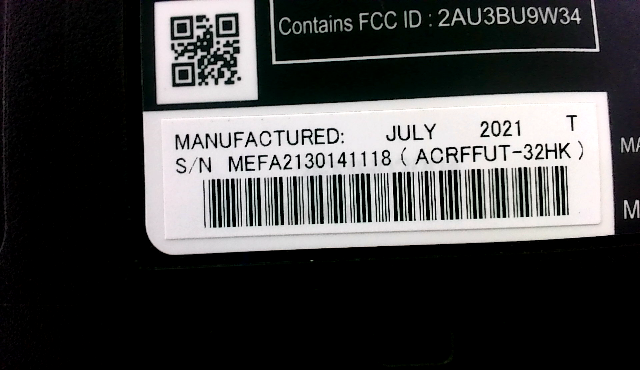 Contains FCC ID : 2AU3BU9W34
MANUFACTURED: JULY 2021 T
S/N MEFA2130141118 ( ACRFFUT-32HK )